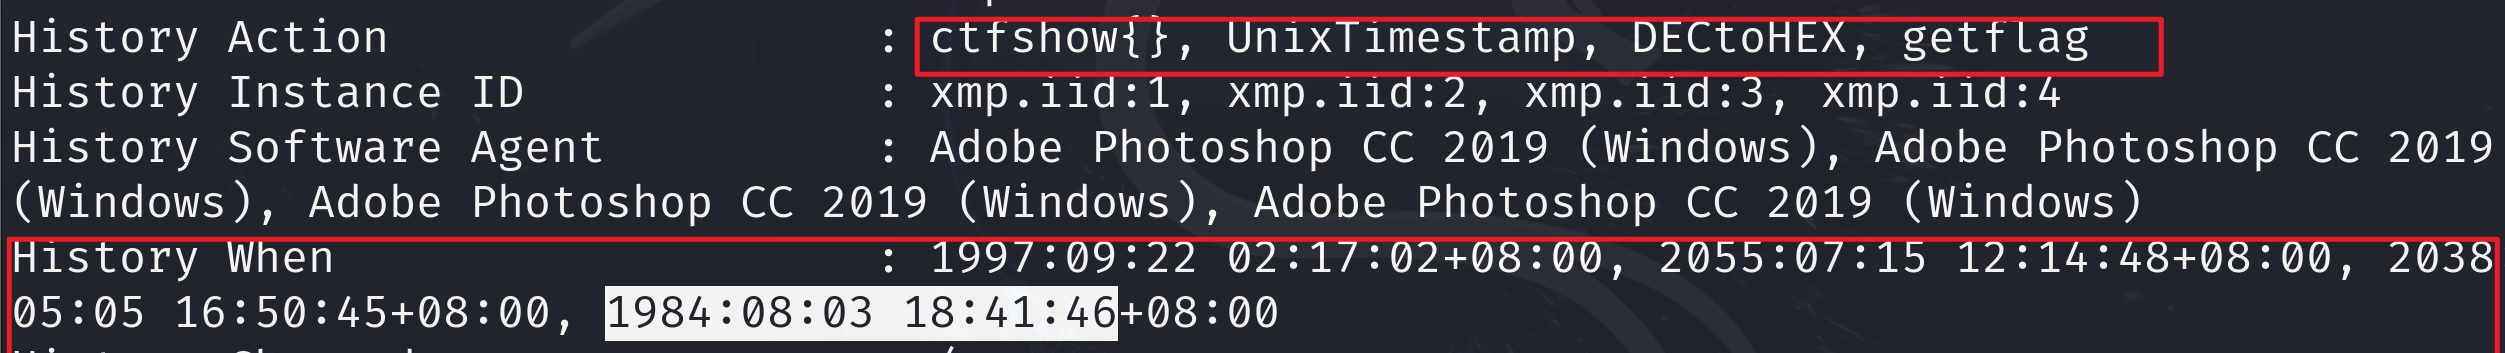 History Action : ctfshow{}, UnixTimestamp, DECtoHEX, getflag
History Instance ID : xmp.iid:1, xmp.iid:2, xmp.iid:3, xmp.iid:4
History Software Agent : Adobe Photoshop CC 2019 (Windows), Adobe Photoshop CC 2019
(Windows), Adobe Photoshop CC 2019 (Windows), Adobe Photoshop CC 2019 (Windows)
History When : 1997:09:22 02:17:02+08:00, 2055:07:15 12:14:48+08:00, 2038
05:05 16:50:45+08:00, 1984:08:03 18:41:46+08:00